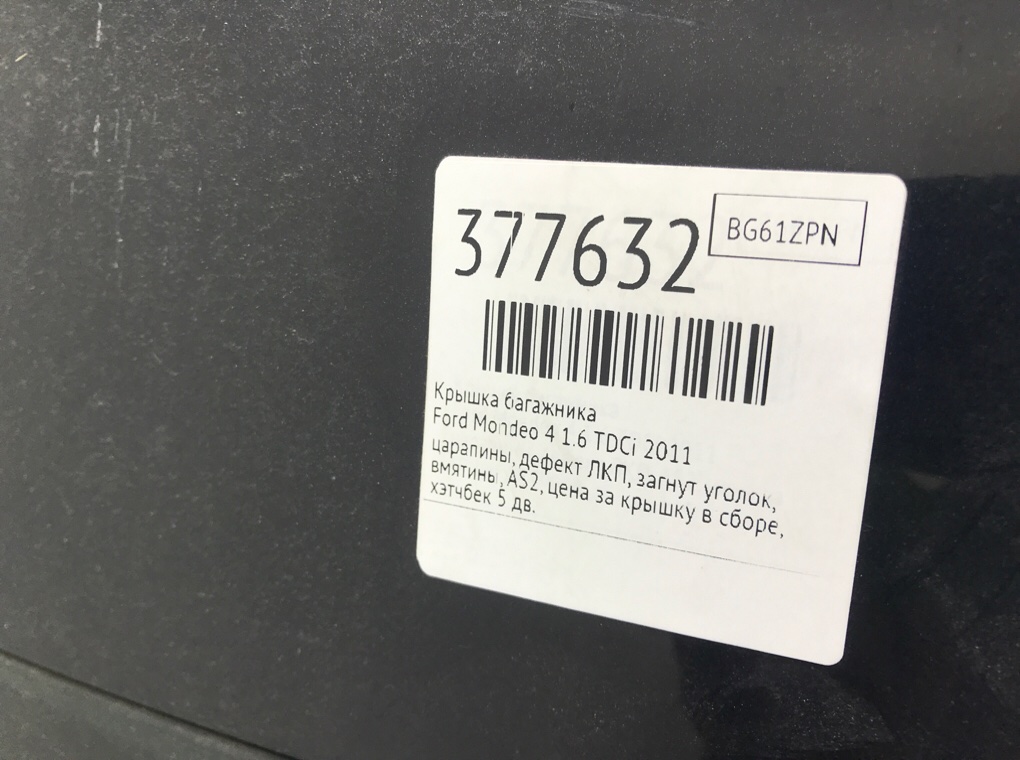 377632
BG61ZPN
Крышка багажника
Ford Mondeo 4 1.6 TDCi 2011
царапины, дефект ЛКП, загнут уголок,
вмятины, AS2, цена за крышку в сборе,
хэтчбек 5 дв.